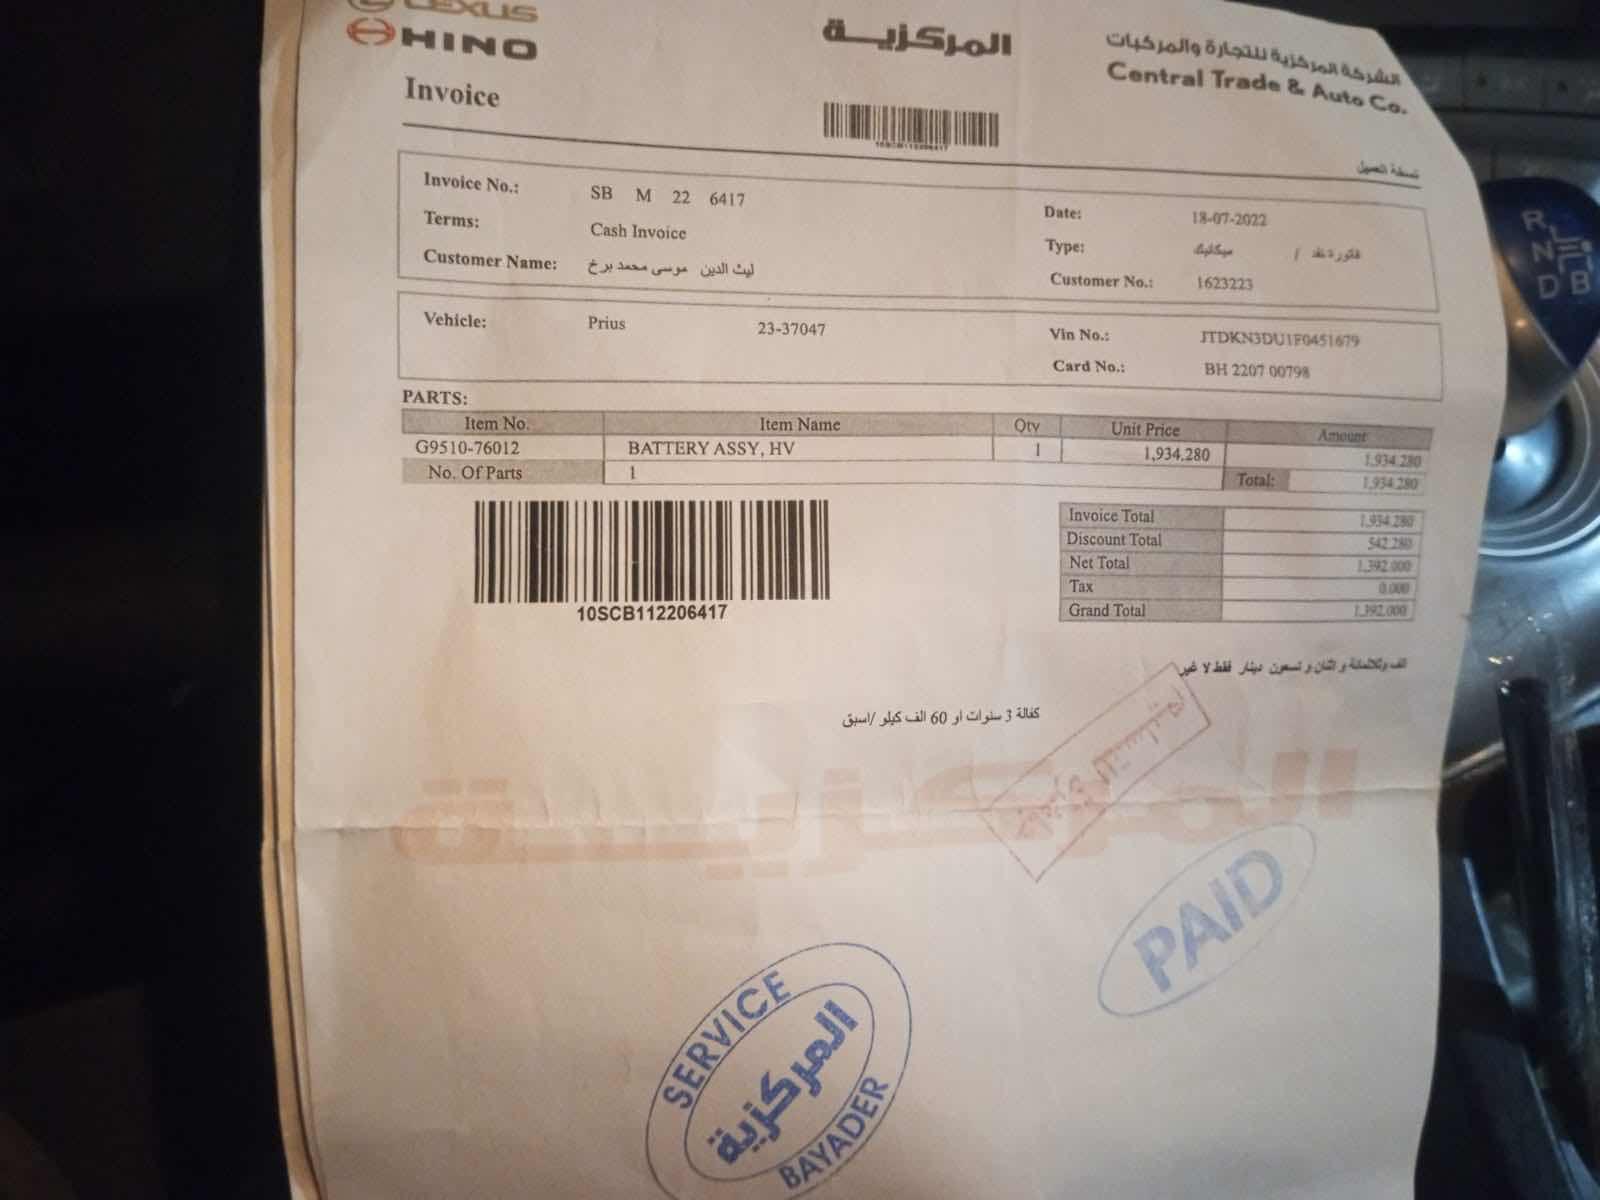 LEXUS
HINO
المركزية
الشركة المركزية للتجارة والمركبات
Central Trade & Auto Co.
Invoice
10SCB112206417
نسخة العميل
Invoice No.: SB M 22 6417
Date: 18-07-2022
Terms: Cash Invoice
Type: فاتورة نقد / ميكانيك
Customer Name: ليث الدين موسى محمد برخ
Customer No.: 1623223
Vehicle: Prius 23-37047
Vin No.: JTDKN3DU1F0451679
Card No.: BH 2207 00798
PARTS:
Item No. Item Name Qty Unit Price Amount
G9510-76012 BATTERY ASSY, HV 1 1,934.280 1,934.280
No. Of Parts 1 Total: 1,934.280
10SCB112206417
Invoice Total 1,934.280
Discount Total 542.280
Net Total 1,392.000
Tax 0.000
Grand Total 1,392.000
الف وثلاثمائة و اثنان و تسعون دينار فقط لا غير
كفالة 3 سنوات او 60 الف كيلو /اسبق
المركزية
PAID
SERVICE
المركزية
BAYADER
R
N
D B